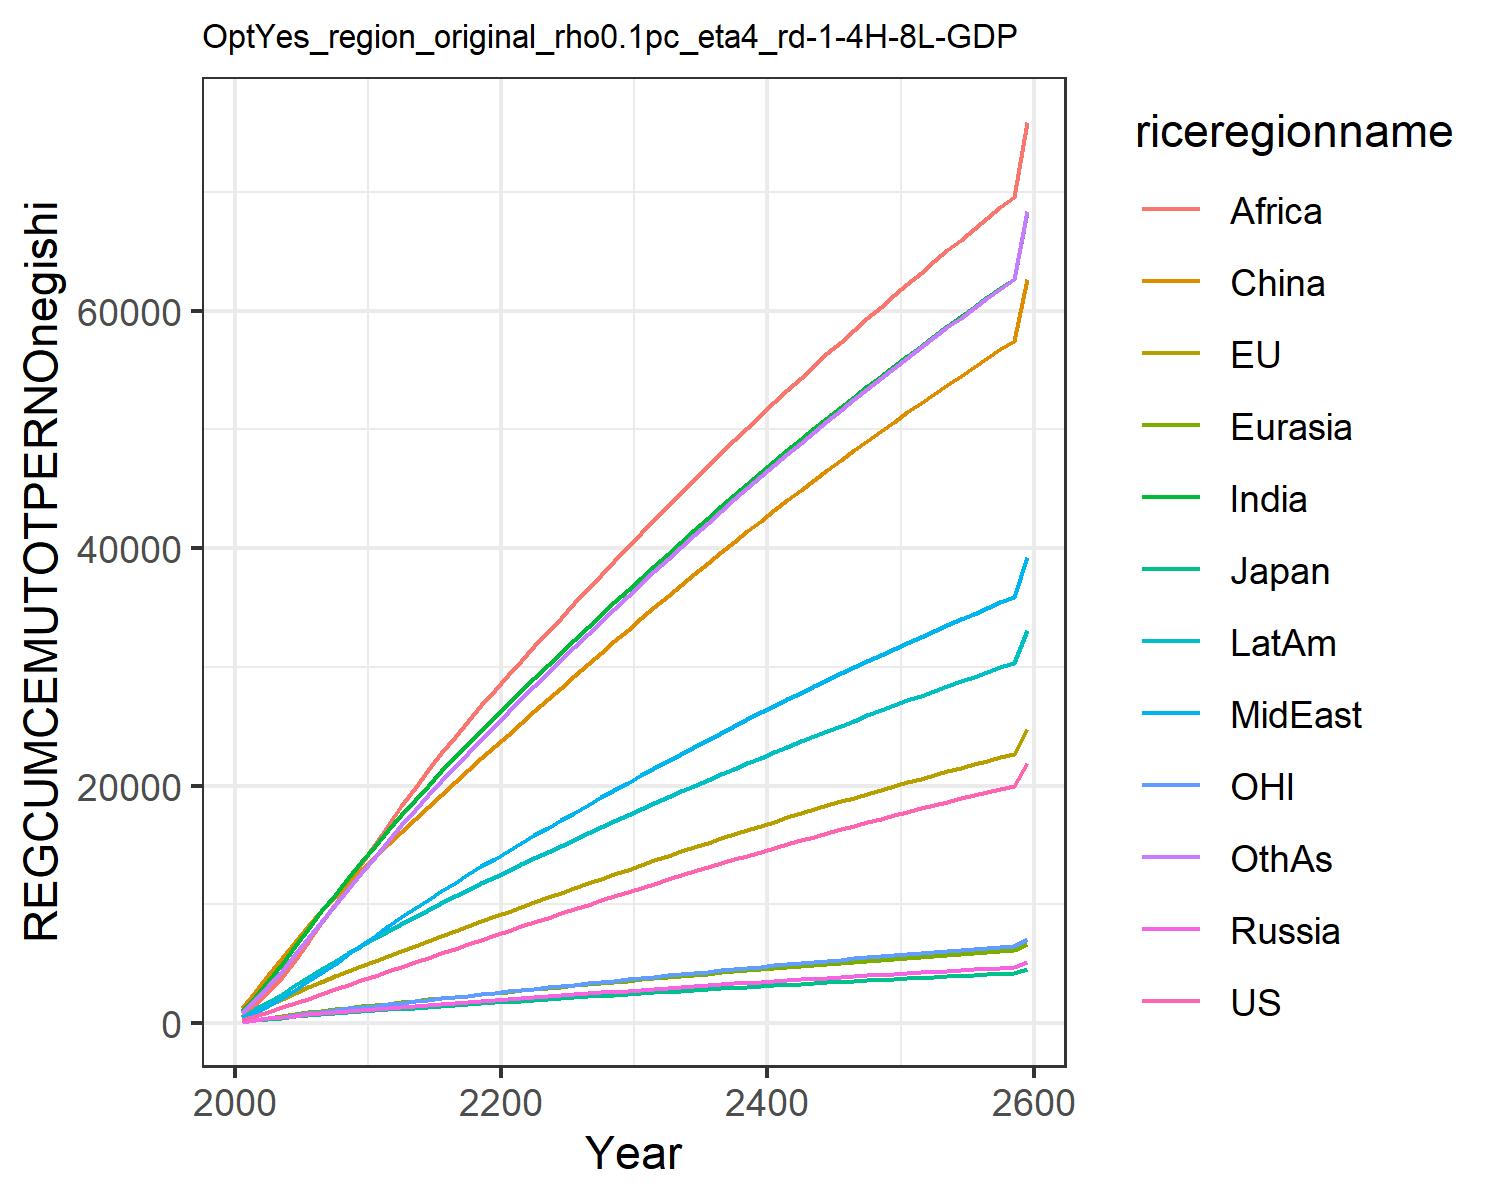 OptYes_region_original_rho0.1pc_eta4_rd-1-4H-8L-GDP
REGCUMCEMUTOTPERNOnegishi
60000
40000
20000
0
2000 2200 2400 2600
Year
riceregionname
Africa
China
EU
Eurasia
India
Japan
LatAm
MidEast
OHI
OthAs
Russia
US